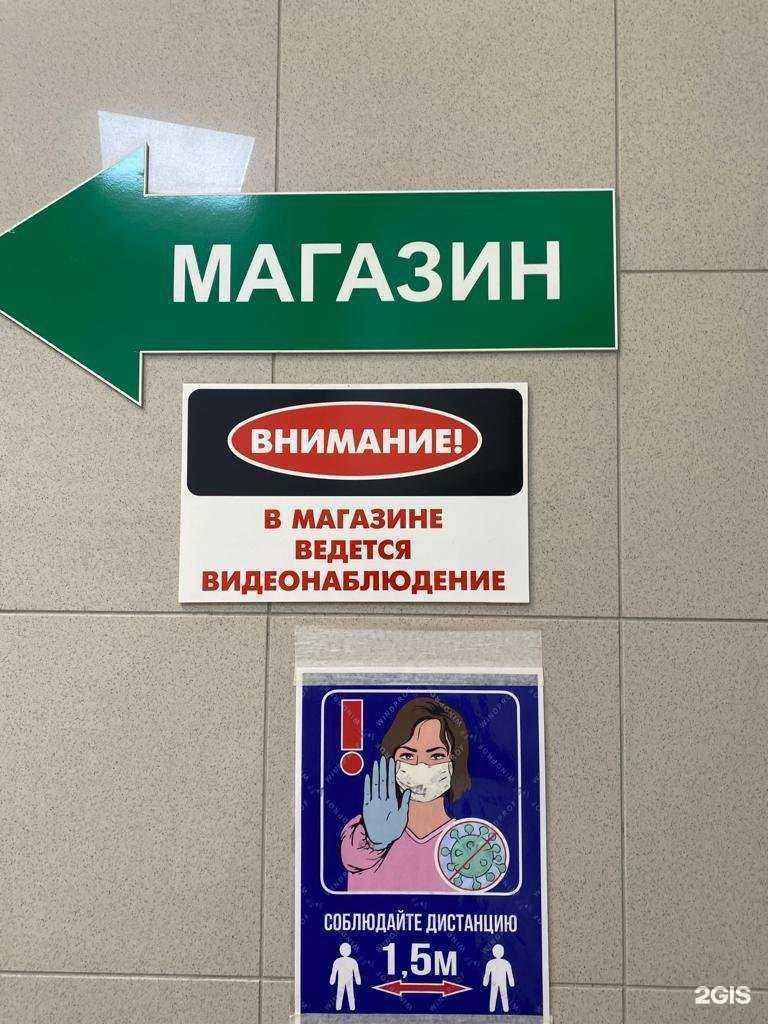 МАГАЗИН
ВНИМАНИЕ!
В МАГАЗИНЕ
ВЕДЕТСЯ
ВИДЕОНАБЛЮДЕНИЕ
СОБЛЮДАЙТЕ ДИСТАНЦИЮ
1,5м
2GIS